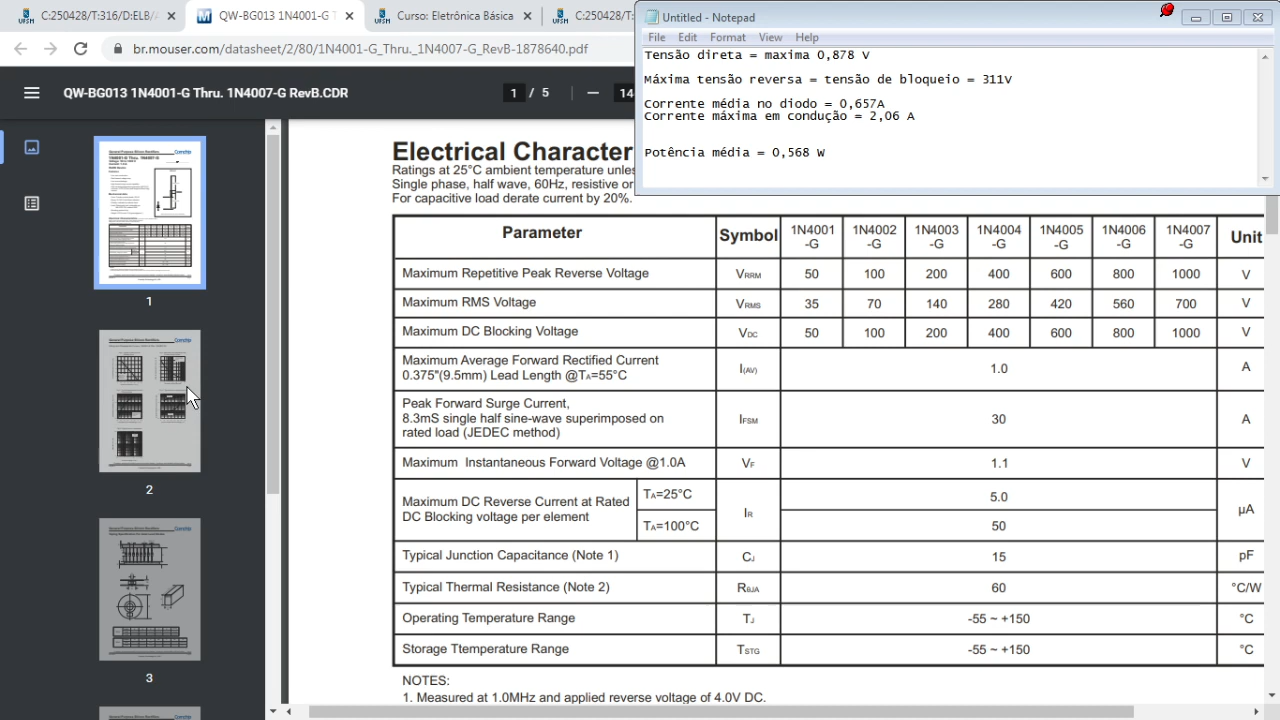 C:250428/T:316/D:ELB/A
QW-BG013 1N4001-G T
Curso: Eletrônica Básica
C:250428/T:
br.mouser.com/datasheet/2/80/1N4001-G_Thru._1N4007-G_RevB-1878640.pdf
QW-BG013 1N4001-G Thru. 1N4007-G RevB.CDR
1 / 5
14
Untitled - Notepad
File Edit Format View Help
Tensão direta = maxima 0,878 V
Máxima tensão reversa = tensão de bloqueio = 311V
Corrente média no diodo = 0,657A
Corrente máxima em condução = 2,06 A
Potência média = 0,568 W
1
2
3
Electrical Character
Ratings at 25°C ambient temperature unles
Single phase, half wave, 60Hz, resistive or
For capacitive load derate current by 20%.
Parameter Symbol 1N4001-G 1N4002-G 1N4003-G 1N4004-G 1N4005-G 1N4006-G 1N4007-G Unit
Maximum Repetitive Peak Reverse Voltage VRRM 50 100 200 400 600 800 1000 V
Maximum RMS Voltage VRMS 35 70 140 280 420 560 700 V
Maximum DC Blocking Voltage VDC 50 100 200 400 600 800 1000 V
Maximum Average Forward Rectified Current
0.375"(9.5mm) Lead Length @TA=55°C I(AV) 1.0 A
Peak Forward Surge Current,
8.3mS single half sine-wave superimposed on IFSM 30 A
rated load (JEDEC method)
Maximum Instantaneous Forward Voltage @1.0A VF 1.1 V
Maximum DC Reverse Current at Rated TA=25°C 5.0
DC Blocking voltage per element IR µA
TA=100°C 50
Typical Junction Capacitance (Note 1) CJ 15 pF
Typical Thermal Resistance (Note 2) RΘJA 60 °C/W
Operating Temperature Range TJ -55 ~ +150 °C
Storage Ttemperature Range TSTG -55 ~ +150 °C
NOTES:
1. Measured at 1.0MHz and applied reverse voltage of 4.0V DC.